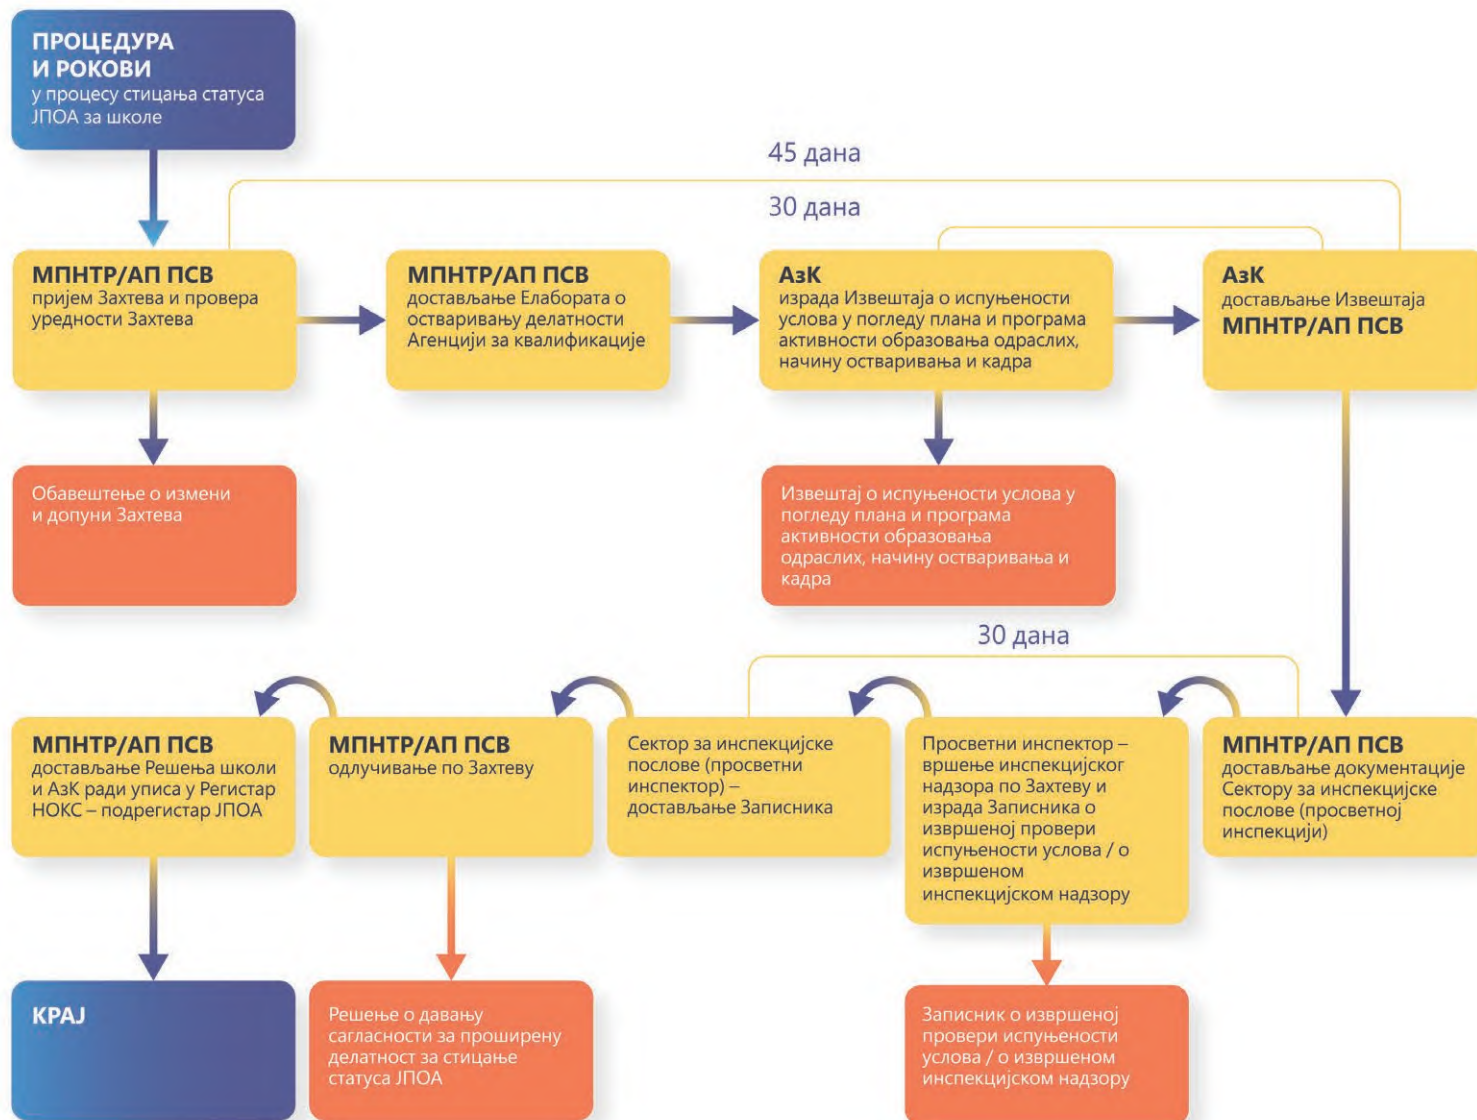 ПРОЦЕДУРА
И РОКОВИ
у процесу стицања статуса
ЈПОА за школе
45 дана
30 дана
МПНТР/АП ПСВ
пријем Захтева и провера
уредности Захтева
МПНТР/АП ПСВ
достављање Елабората о
остваривању делатности
Агенцији за квалификације
АзК
израда Извештаја о испуњености
услова у погледу плана и програма
активности образовања одраслих,
начину остваривања и кадра
АзК
достављање Извештаја
МПНТР/АП ПСВ
Обавештење о измени
и допуни Захтева
Извештај о испуњености услова у
погледу плана и програма
активности образовања
одраслих, начину остваривања и
кадра
30 дана
МПНТР/АП ПСВ
достављање Решења школи
и АзК ради уписа у Регистар
НОКС – подрегистар ЈПОА
МПНТР/АП ПСВ
одлучивање по Захтеву
Сектор за инспекцијске
послове (просветни
инспектор) –
достављање Записника
Просветни инспектор –
вршење инспекцијског
надзора по Захтеву и
израда Записника о
извршеној провери
испуњености услова / о
извршеном
инспекцијском надзору
МПНТР/АП ПСВ
достављање документације
Сектору за инспекцијске
послове (просветној
инспекцији)
КРАЈ
Решење о давању
сагласности за проширену
делатност за стицање
статуса ЈПОА
Записник о извршеној
провери испуњености
услова / о извршеном
инспекцијском надзору